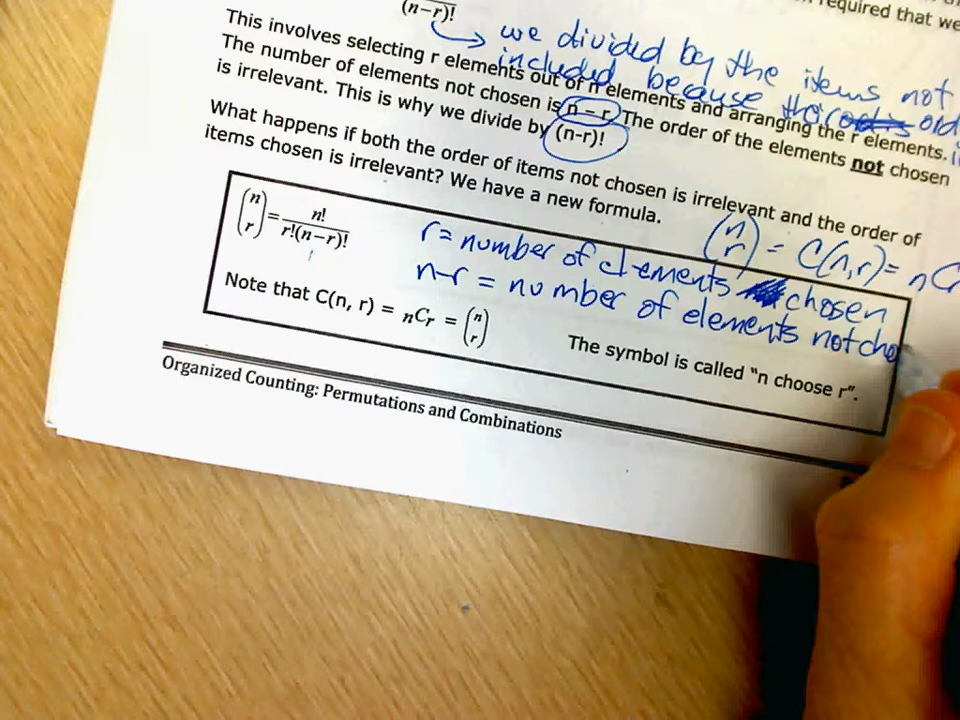 (n-r)!
required that we
we divided by the items not
included because
This involves selecting r elements out of n elements and arranging the r elements.
The number of elements not chosen is n – r. The order of the elements not chosen
is irrelevant. This is why we divide by (n-r)!
What happens if both the order of items not chosen is irrelevant and the order of
items chosen is irrelevant? We have a new formula.
(n r) = C(n,r) = nC
(n r) = n! / r!(n-r)!
r = number of elements chosen
n-r = number of elements not cho
Note that C(n, r) = nCr = (n r)
The symbol is called "n choose r".
Organized Counting: Permutations and Combinations